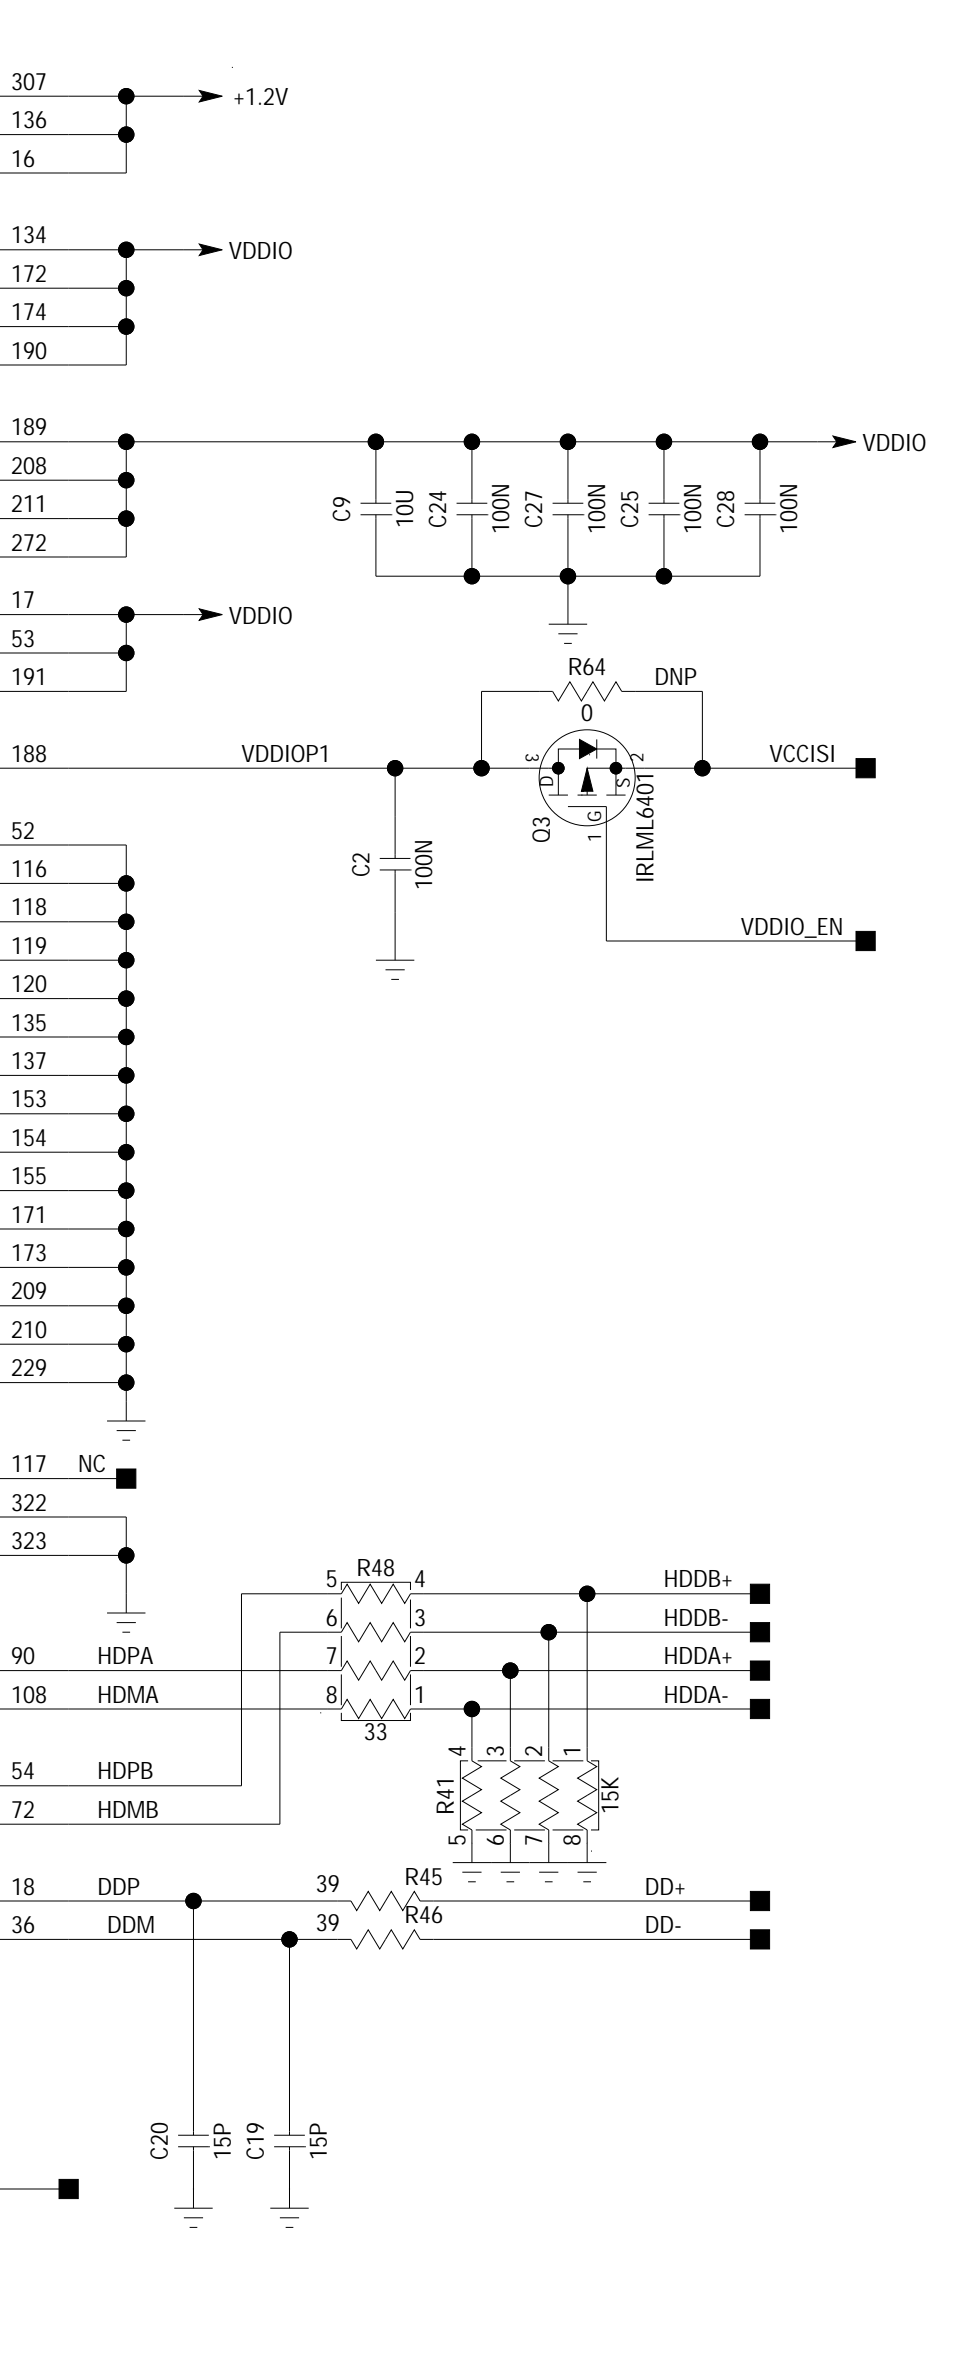 307
+1.2V
136
16
134
VDDIO
172
174
190
189
VDDIO
208
211
272
C9
10U
C24
100N
C27
100N
C25
100N
C28
100N
17
VDDIO
53
191
R64
DNP
0
188
VDDIOP1
3
D
2
S
VCCISI
Q3
1
G
IRLML6401
C2
100N
VDDIO_EN
52
116
118
119
120
135
137
153
154
155
171
173
209
210
229
117 NC
322
323
R48
5
4
HDDB+
6
3
HDDB-
90 HDPA
7
2
HDDA+
108 HDMA
8
1
HDDA-
33
4
3
2
1
54 HDPB
R41
15K
72 HDMB
5
6
7
8
18 DDP
39
R45
DD+
36 DDM
39
R46
DD-
C20
15P
C19
15P